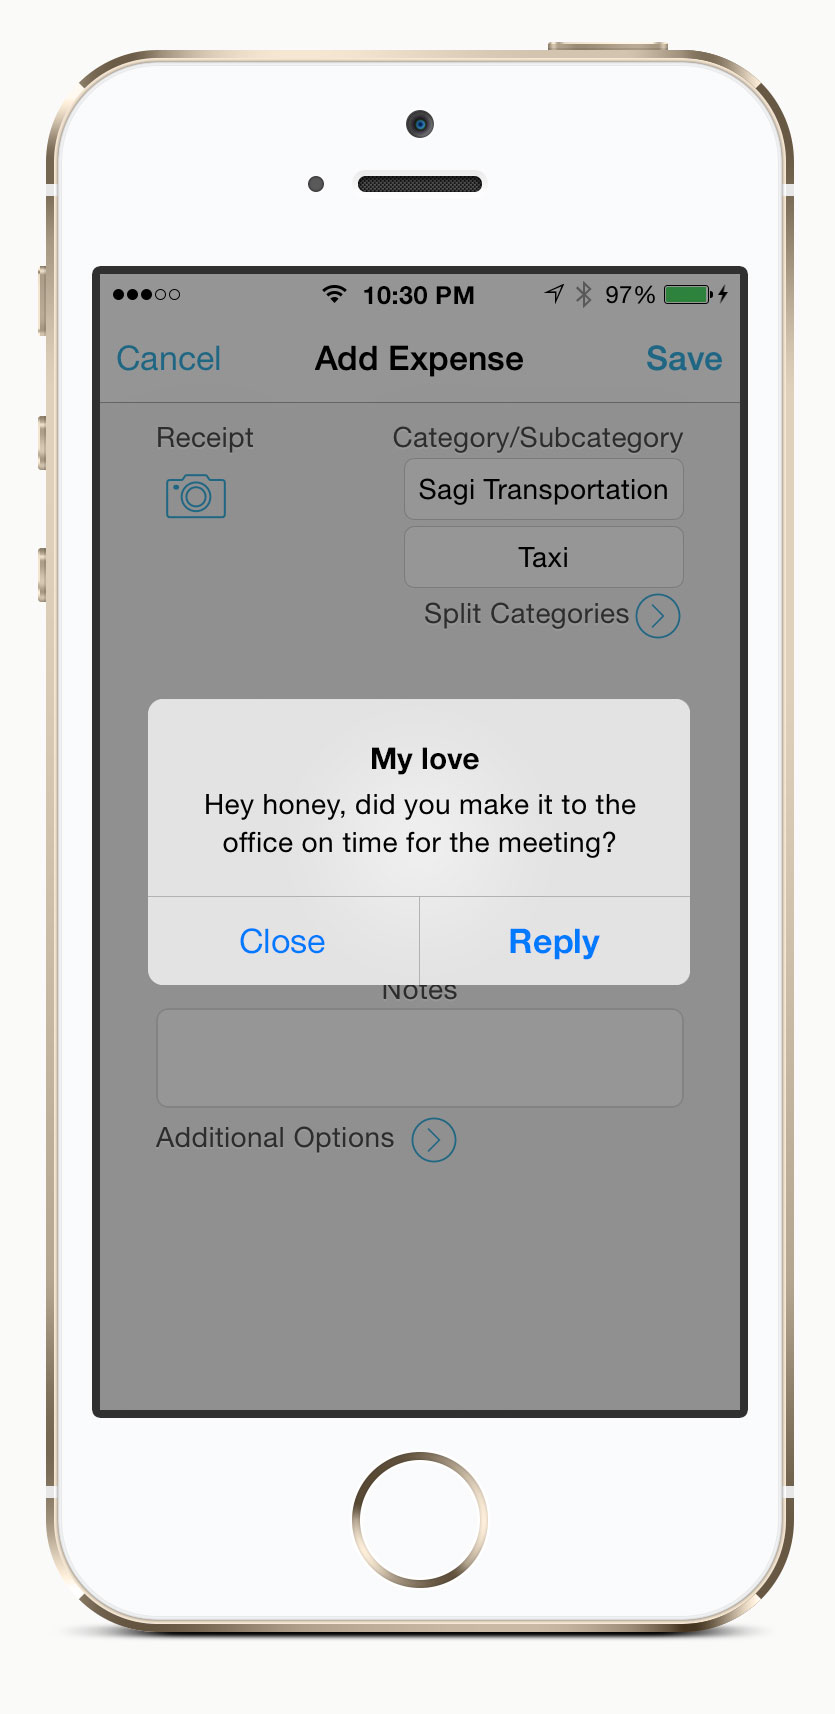 10:30 PM 97%
Cancel Add Expense Save
Receipt Category/Subcategory
Sagi Transportation
Taxi
Split Categories
My love
Hey honey, did you make it to the
office on time for the meeting?
Close Reply
Notes
Additional Options